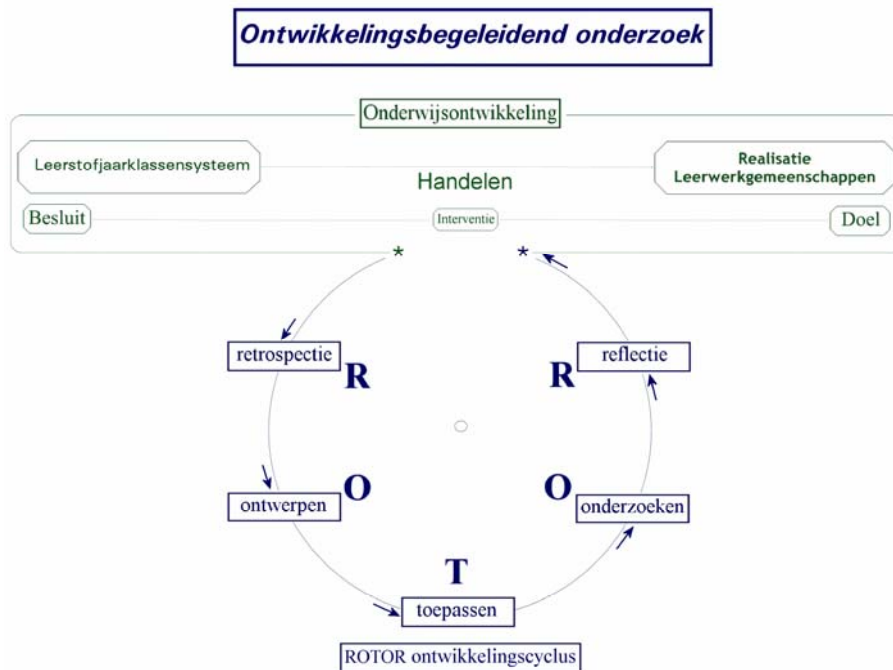 Ontwikkelingsbegeleidend onderzoek
Onderwijsontwikkeling
Leerstofjaarklassensysteem
Realisatie
Leerwerkgemeenschappen
Handelen
Besluit
Interventie
Doel
* *
retrospectie
R
R
reflectie
ontwerpen
O
O
onderzoeken
T
toepassen
ROTOR ontwikkelingscyclus